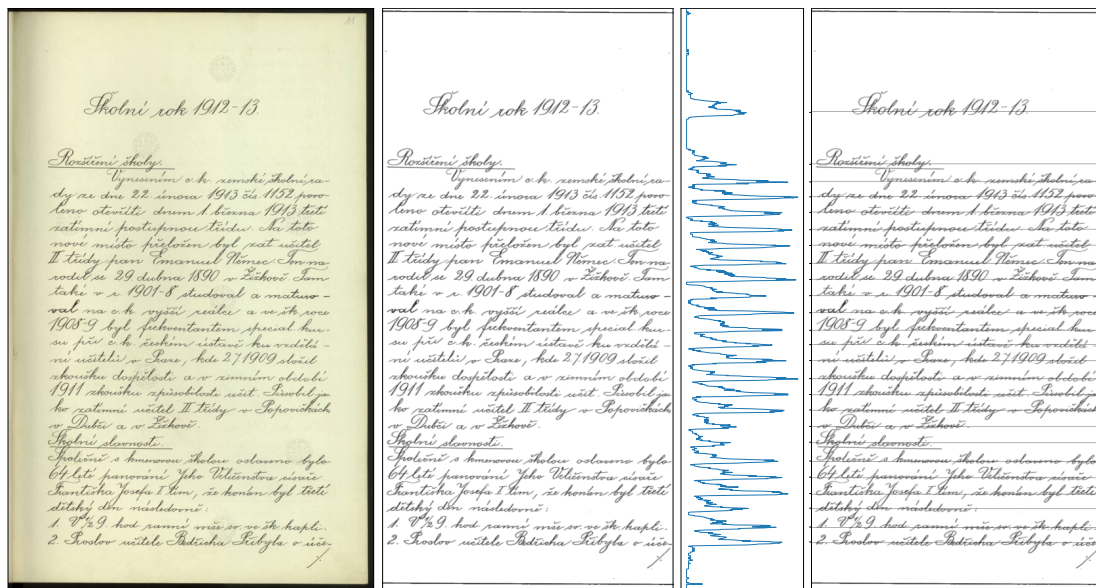 Školní rok 1912-13.
Rozšíření školy.
Vynesením c. k. zemské školní ra-
dy ze dne 22. února 1913 čís. 1152 povo-
leno otevříti dnem 1. března 1913 třetí
zatímní postupnou třídu. Na toto
nové místo přeložen byl zat učitel
II třídy pan Emanuel Němec. Týž na-
rodil se 29 dubna 1890 v Žižkově. Tam
také v r. 1901-8 studoval a maturo-
val na c. k. vyšší realce a ve šk. roce
1908-9 byl frekventantem special kur-
su při c. k. českém ústavě ku vzdělá-
ní učitelů v Praze, kde 2.7.1909 složil
zkoušku dospělosti a v zimním období
1911 zkoušku způsobilosti učit. Působil ja-
ko zatímní učitel II třídy v Popovičkách
v Dubči a v Žižkově.
Školní slavnosti.
Společně s kmenovou školou oslaveno bylo
64 leté panování Jeho Veličenstva císaře
Františka Josefa I tím, že konán byl třetí
dětský den následovně:
1. V ½ 9 hod ranní mše sv. ve šk. kapli.
2. Proslov učitele Bedřicha Přibyla o úče-